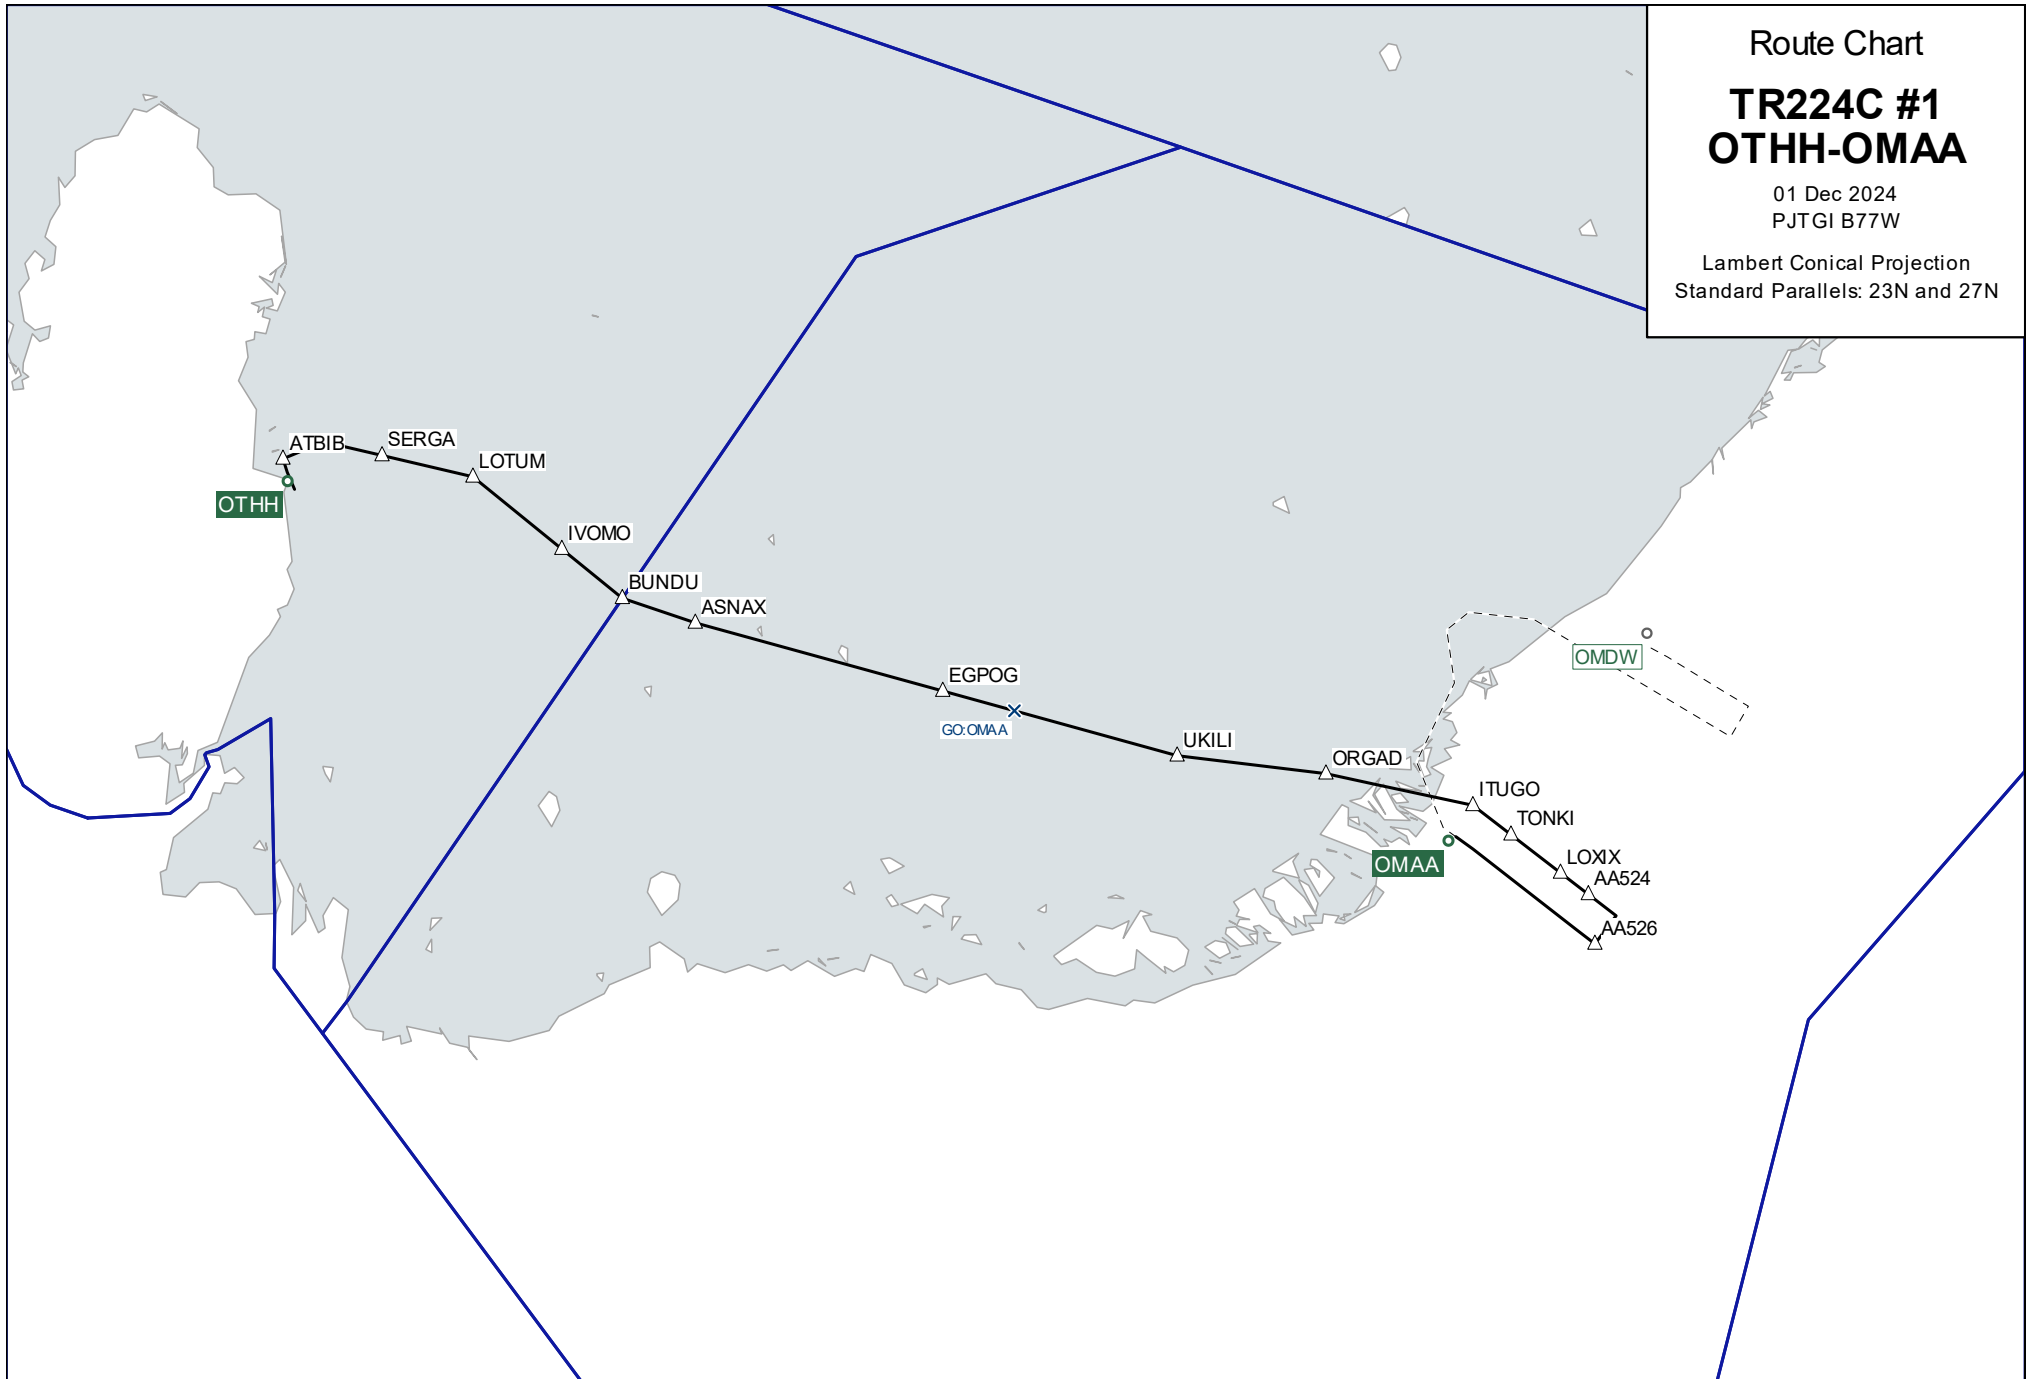 Route Chart
TR224C #1
OTHH-OMAA
01 Dec 2024
PJTGI B77W
Lambert Conical Projection
Standard Parallels: 23N and 27N
ATBIB
SERGA
LOTUM
OTHH
IVOMO
BUNDU
ASNAX
OMDW
EGPOG
GO:OMAA
UKILI
ORGAD
ITUGO
TONKI
OMAA
LOXIX
AA524
AA526